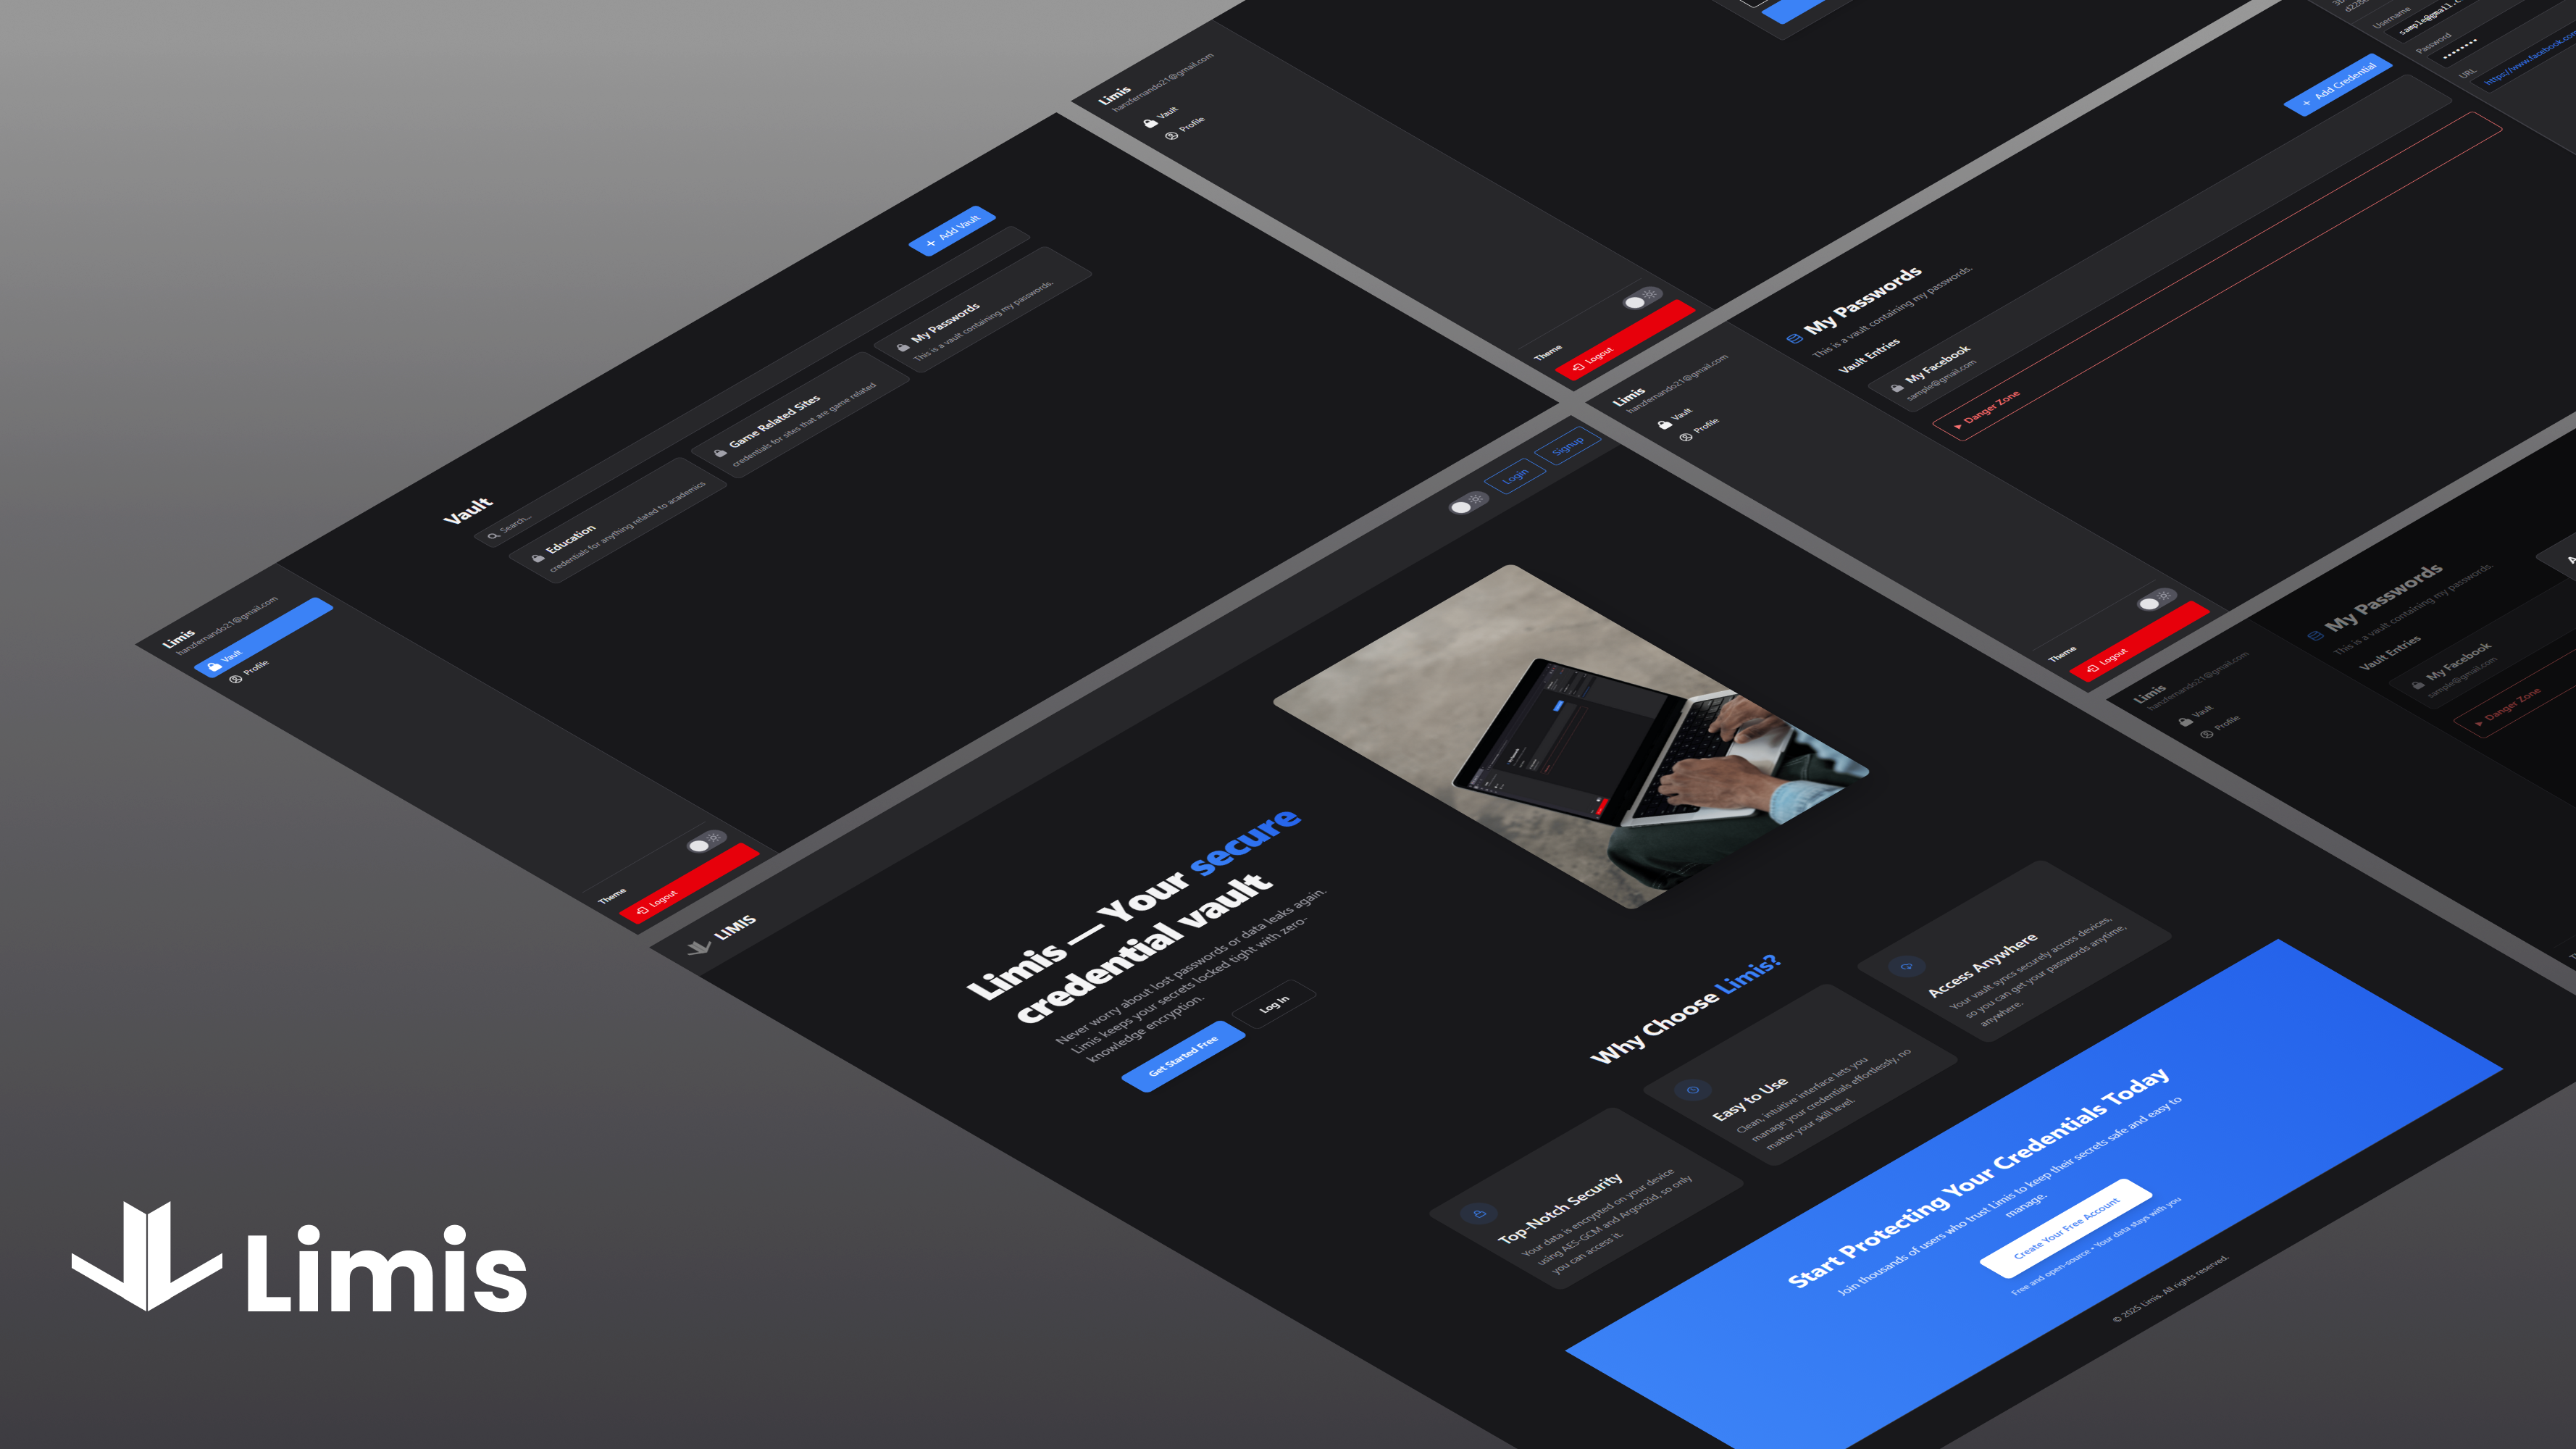 Limis
hanzfernando21@gmail.com
Vault
Profile
Theme
Logout
Vault
+ Add Vault
Search...
Education
credentials for anything related to academics
Game Related Sites
credentials for sites that are game related
My Passwords
This is a vault containing my passwords.
Limis
hanzfernando21@gmail.com
Vault
Profile
Theme
Logout
Limis
hanzfernando21@gmail.com
Vault
Profile
Theme
Logout
My Passwords
This is a vault containing my passwords.
+ Add Credential
Vault Entries
My Facebook
sample@gmail.com
Danger Zone
Username
Password
••••••••
URL
Limis
hanzfernando21@gmail.com
Vault
Profile
My Passwords
This is a vault containing my passwords.
Vault Entries
My Facebook
sample@gmail.com
Danger Zone
LIMIS
Login
Signup
Limis — Your secure
credential vault
Never worry about lost passwords or data leaks again.
Limis keeps your secrets locked tight with zero-
knowledge encryption.
Get Started Free
Log In
Why Choose Limis?
Top-Notch Security
Your data is encrypted on your device
using AES-GCM and Argon2id, so only
you can access it.
Easy to Use
Clean, intuitive interface lets you
manage your credentials effortlessly, no
matter your skill level.
Access Anywhere
Your vault syncs securely across devices,
so you can get your passwords anytime,
anywhere.
Start Protecting Your Credentials Today
Join thousands of users who trust Limis to keep their secrets safe and easy to
manage.
Create Your Free Account
Free and open-source • Your data stays with you
© 2025 Limis. All rights reserved.
Limis